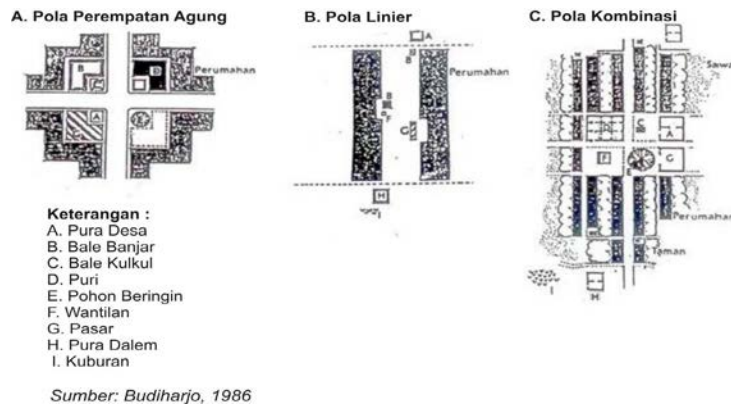 A. Pola Perempatan Agung
B. Pola Linier
C. Pola Kombinasi
B
D
Perumahan
A
E
A
B
Perumahan
B
F
C
H
I
Sawa
C
A
F
G
E
Perumahan
Taman
I
H
Keterangan :
A. Pura Desa
B. Bale Banjar
C. Bale Kulkul
D. Puri
E. Pohon Beringin
F. Wantilan
G. Pasar
H. Pura Dalem
I. Kuburan
Sumber: Budiharjo, 1986